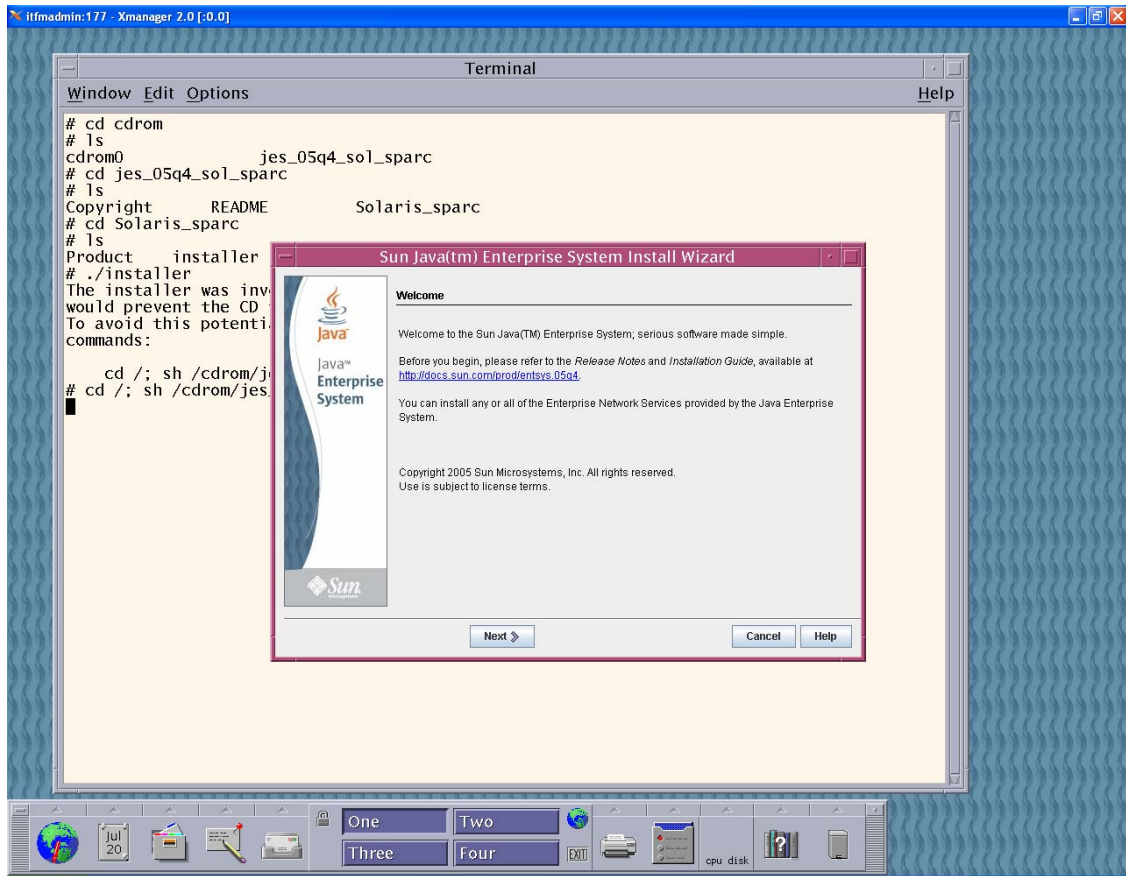 itfmadmin:177 - Xmanager 2.0 [:0.0]
Terminal
Window Edit Options Help
# cd cdrom
# ls
cdrom0 jes_05q4_sol_sparc
# cd jes_05q4_sol_sparc
# ls
Copyright README Solaris_sparc
# cd Solaris_sparc
# ls
Product installer
# ./installer
The installer was inv
would prevent the CD
To avoid this potenti
commands:
cd /; sh /cdrom/j
# cd /; sh /cdrom/jes
Sun Java(tm) Enterprise System Install Wizard
Java
Java™
Enterprise
System
Sun
Welcome
Welcome to the Sun Java(TM) Enterprise System; serious software made simple.
Before you begin, please refer to the Release Notes and Installation Guide, available at
http://docs.sun.com/prod/entsys.05q4.
You can install any or all of the Enterprise Network Services provided by the Java Enterprise
System.
Copyright 2005 Sun Microsystems, Inc. All rights reserved.
Use is subject to license terms.
Next
Cancel
Help
Jul
20
One
Two
Three
Four
EXIT
cpu disk
?